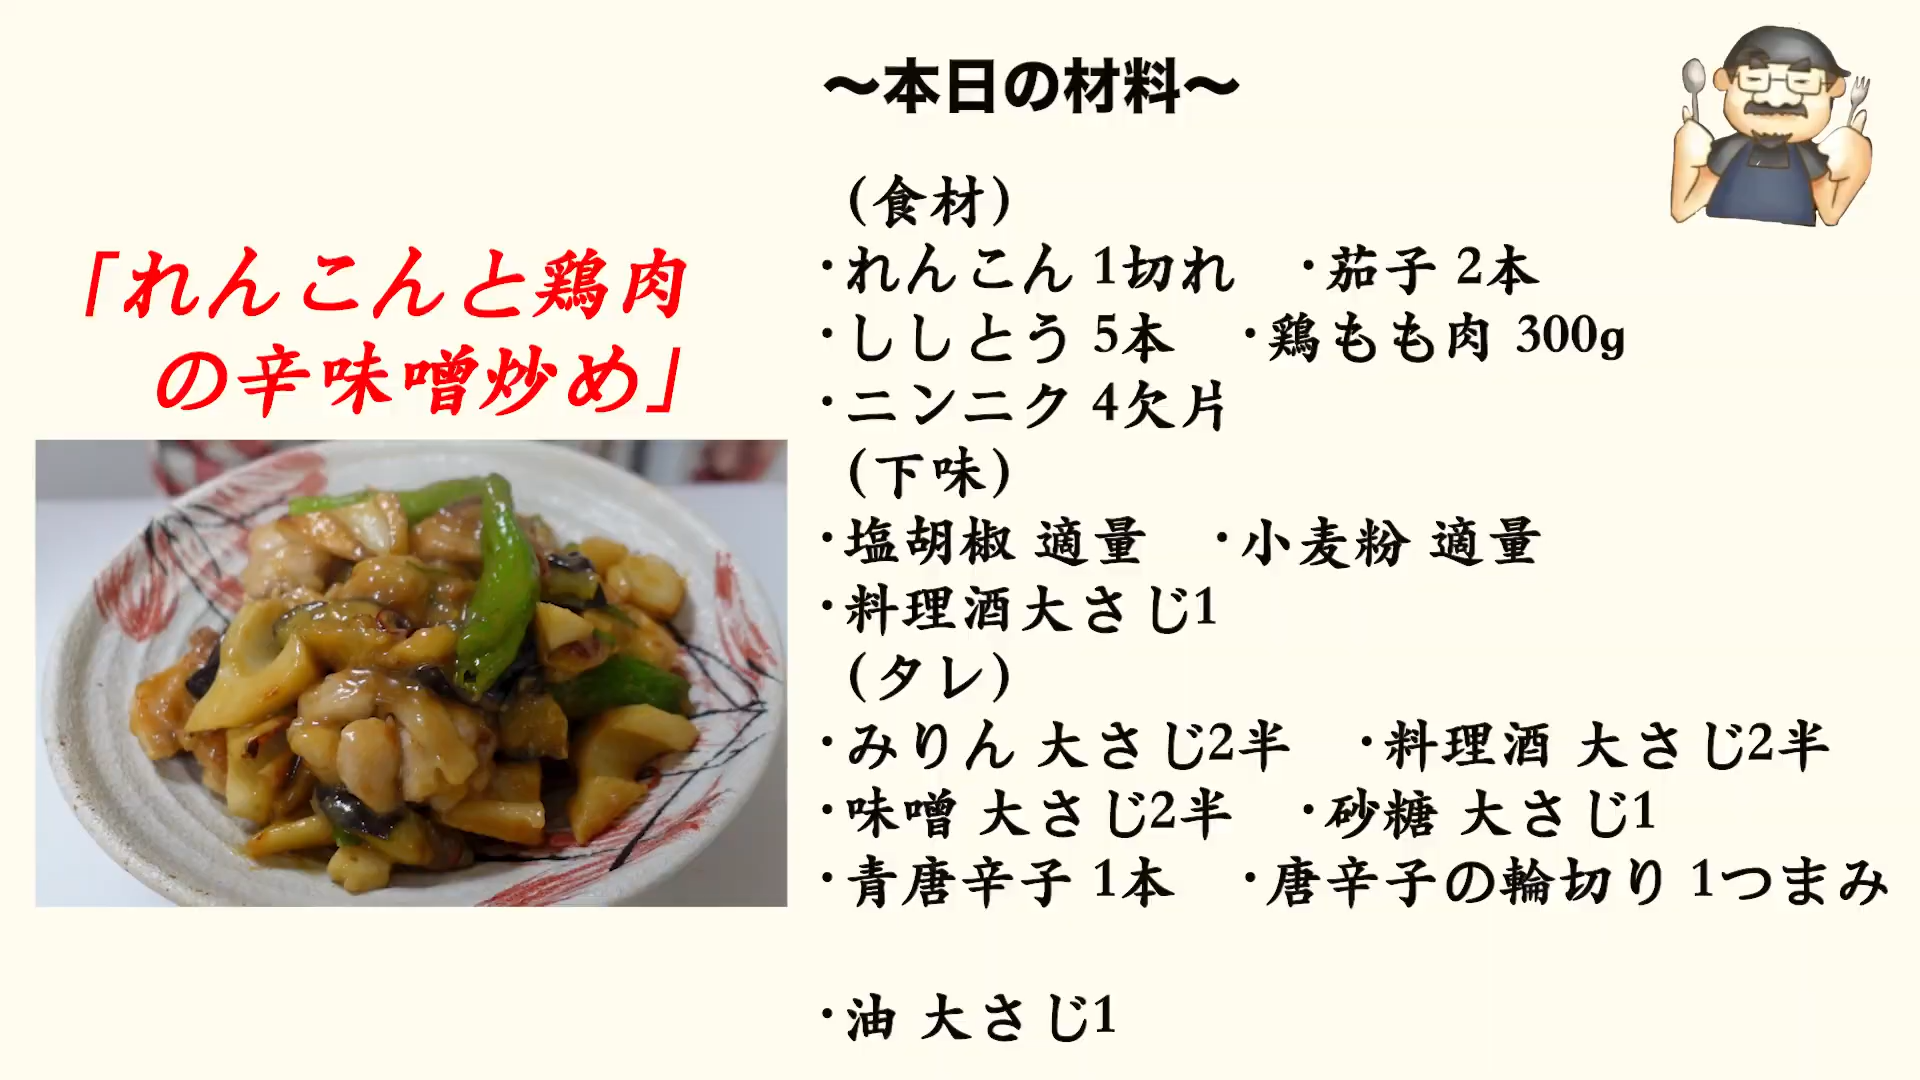 ～本日の材料～
「れんこんと鶏肉
の辛味噌炒め」
（食材）
・れんこん 1切れ　・茄子 2本
・ししとう 5本　・鶏もも肉 300g
・ニンニク 4欠片
（下味）
・塩胡椒 適量　・小麦粉 適量
・料理酒大さじ1
（タレ）
・みりん 大さじ2半　・料理酒 大さじ2半
・味噌 大さじ2半　・砂糖 大さじ1
・青唐辛子 1本　・唐辛子の輪切り 1つまみ
・油 大さじ1